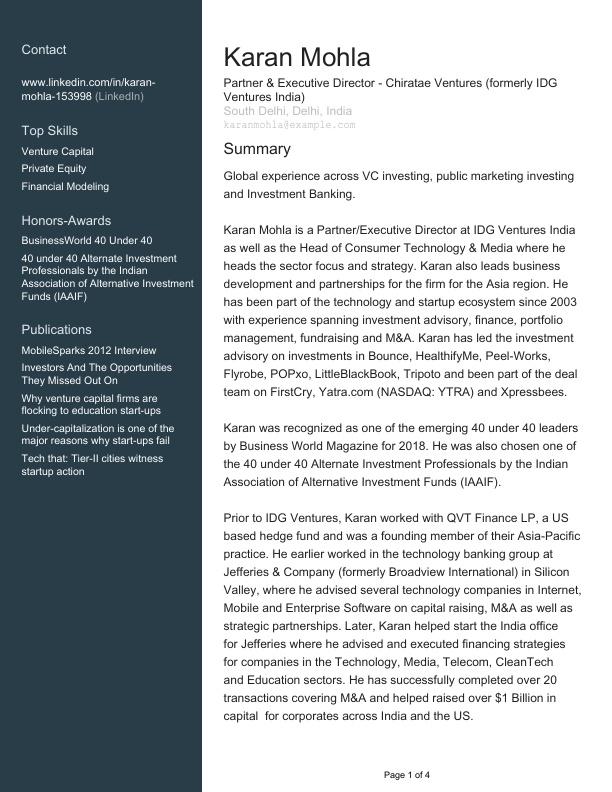 Contact
www.linkedin.com/in/karan-
mohla-153998 (LinkedIn)
Top Skills
Venture Capital
Private Equity
Financial Modeling
Honors-Awards
BusinessWorld 40 Under 40
40 under 40 Alternate Investment
Professionals by the Indian
Association of Alternative Investment
Funds (IAAIF)
Publications
MobileSparks 2012 Interview
Investors And The Opportunities
They Missed Out On
Why venture capital firms are
flocking to education start-ups
Under-capitalization is one of the
major reasons why start-ups fail
Tech that: Tier-II cities witness
startup action
Karan Mohla
Partner & Executive Director - Chiratae Ventures (formerly IDG
Ventures India)
South Delhi, Delhi, India
karanmohla@example.com
Summary
Global experience across VC investing, public marketing investing
and Investment Banking.
Karan Mohla is a Partner/Executive Director at IDG Ventures India
as well as the Head of Consumer Technology & Media where he
heads the sector focus and strategy. Karan also leads business
development and partnerships for the firm for the Asia region. He
has been part of the technology and startup ecosystem since 2003
with experience spanning investment advisory, finance, portfolio
management, fundraising and M&A. Karan has led the investment
advisory on investments in Bounce, HealthifyMe, Peel-Works,
Flyrobe, POPxo, LittleBlackBook, Tripoto and been part of the deal
team on FirstCry, Yatra.com (NASDAQ: YTRA) and Xpressbees.
Karan was recognized as one of the emerging 40 under 40 leaders
by Business World Magazine for 2018. He was also chosen one of
the 40 under 40 Alternate Investment Professionals by the Indian
Association of Alternative Investment Funds (IAAIF).
Prior to IDG Ventures, Karan worked with QVT Finance LP, a US
based hedge fund and was a founding member of their Asia-Pacific
practice. He earlier worked in the technology banking group at
Jefferies & Company (formerly Broadview International) in Silicon
Valley, where he advised several technology companies in Internet,
Mobile and Enterprise Software on capital raising, M&A as well as
strategic partnerships. Later, Karan helped start the India office
for Jefferies where he advised and executed financing strategies
for companies in the Technology, Media, Telecom, CleanTech
and Education sectors. He has successfully completed over 20
transactions covering M&A and helped raised over $1 Billion in
capital  for corporates across India and the US.
Page 1 of 4